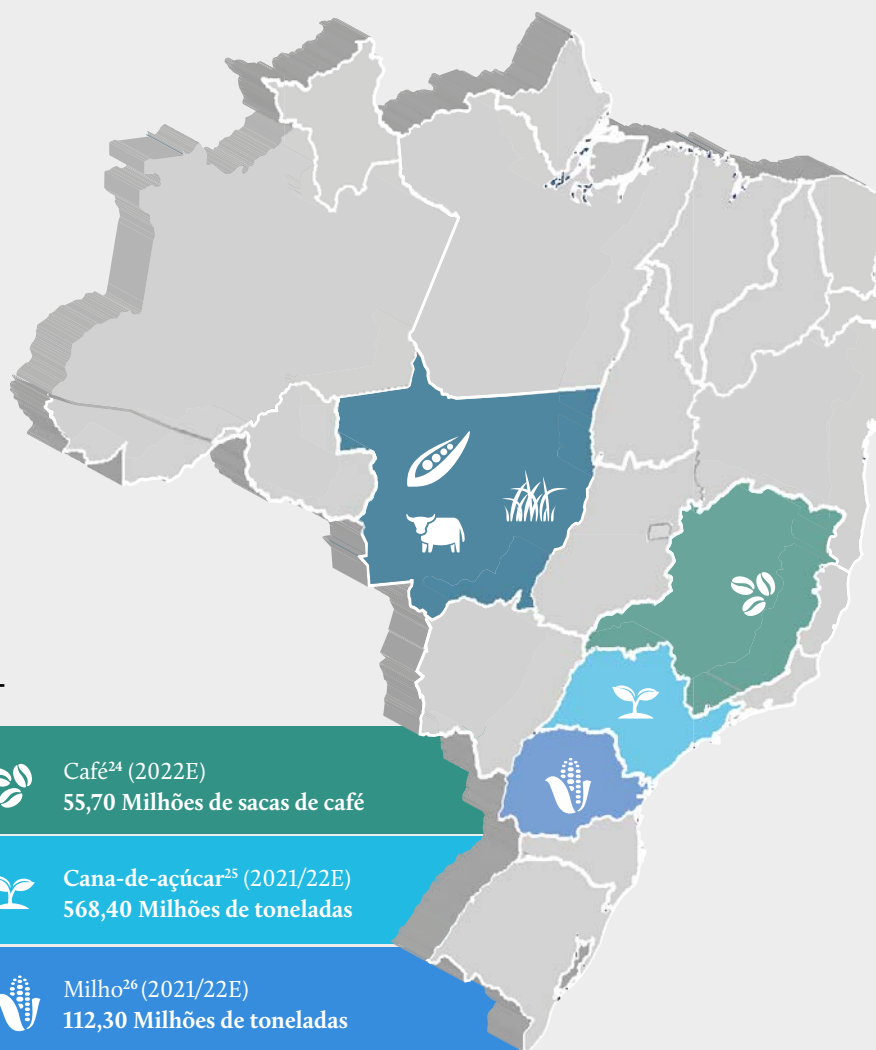 Café²⁴ (2022E)
55,70 Milhões de sacas de café
Cana-de-açúcar²⁵ (2021/22E)
568,40 Milhões de toneladas
Milho²⁶ (2021/22E)
112,30 Milhões de toneladas